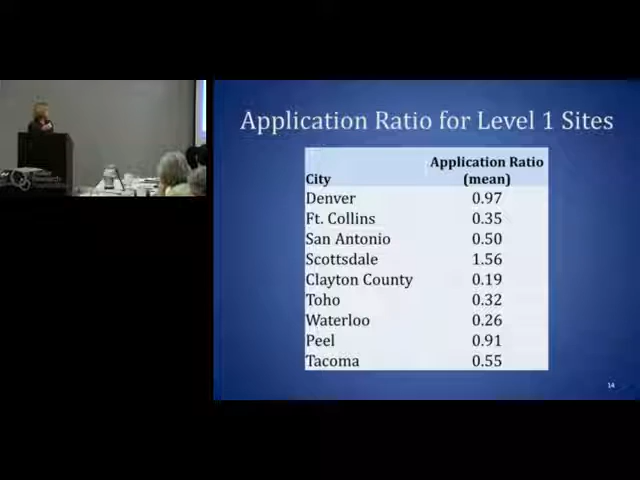 Application Ratio for Level 1 Sites
City Application Ratio (mean)
Denver 0.97
Ft. Collins 0.35
San Antonio 0.50
Scottsdale 1.56
Clayton County 0.19
Toho 0.32
Waterloo 0.26
Peel 0.91
Tacoma 0.55
14